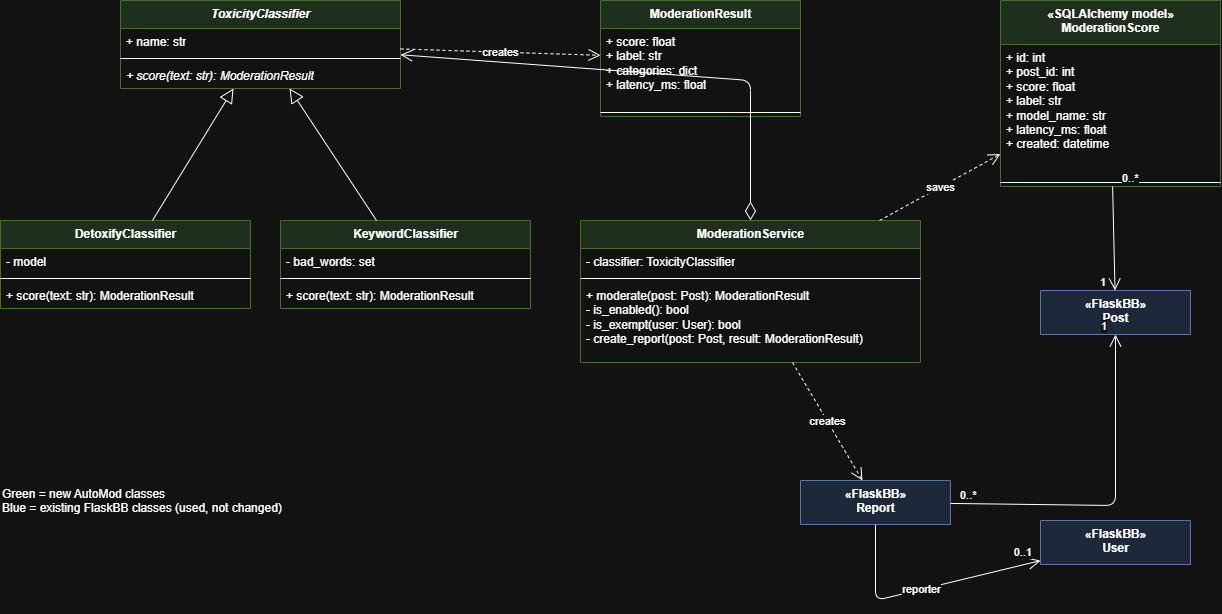 ToxicityClassifier
+ name: str
+ score(text: str): ModerationResult
creates
ModerationResult
+ score: float
+ label: str
+ categories: dict
+ latency_ms: float
«SQLAlchemy model»
ModerationScore
+ id: int
+ post_id: int
+ score: float
+ label: str
+ model_name: str
+ latency_ms: float
+ created: datetime
0..*
saves
DetoxifyClassifier
- model
+ score(text: str): ModerationResult
KeywordClassifier
- bad_words: set
+ score(text: str): ModerationResult
ModerationService
- classifier: ToxicityClassifier
+ moderate(post: Post): ModerationResult
- is_enabled(): bool
- is_exempt(user: User): bool
- create_report(post: Post, result: ModerationResult)
1
«FlaskBB»
Post
1
creates
Green = new AutoMod classes
Blue = existing FlaskBB classes (used, not changed)
«FlaskBB»
Report
0..*
0..1
«FlaskBB»
User
reporter